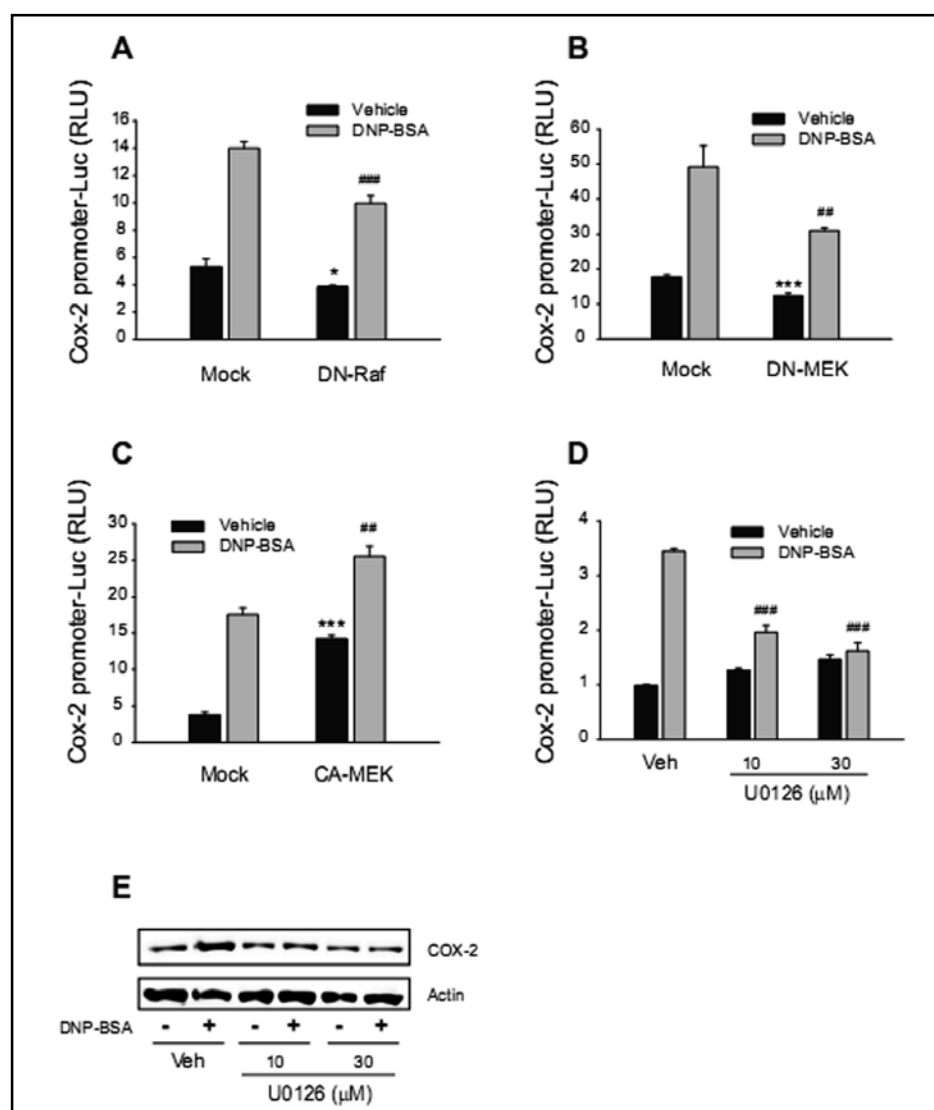 A
Cox-2 promoter-Luc (RLU)
Vehicle
DNP-BSA
16
14
12
10
8
6
4
2
0
###
*
Mock DN-Raf
B
Cox-2 promoter-Luc (RLU)
Vehicle
DNP-BSA
60
50
40
30
20
10
0
##
***
Mock DN-MEK
C
Cox-2 promoter-Luc (RLU)
Vehicle
DNP-BSA
30
25
20
15
10
5
0
##
***
Mock CA-MEK
D
Cox-2 promoter-Luc (RLU)
Vehicle
DNP-BSA
4
3
2
1
0
###
###
Veh 10 30
U0126 (μM)
E
COX-2
Actin
DNP-BSA - + - + - +
Veh 10 30
U0126 (μM)